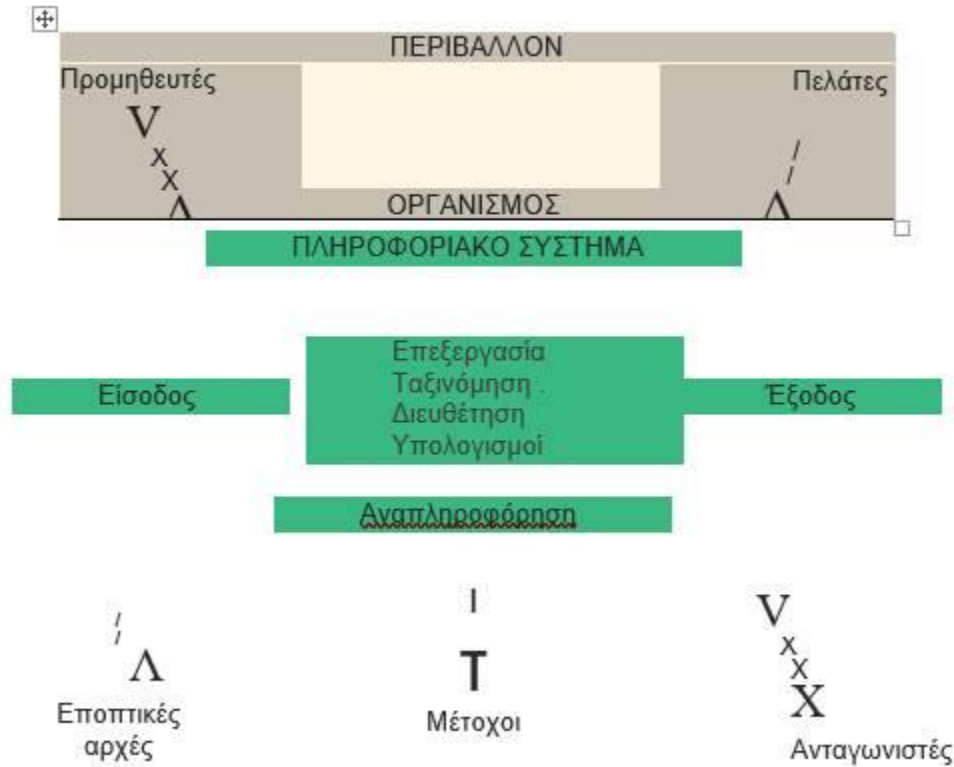 ΠΕΡΙΒΑΛΛΟΝ
Προμηθευτές
Πελάτες
V
x
x
Λ
/
/
Λ
ΟΡΓΑΝΙΣΜΟΣ
ΠΛΗΡΟΦΟΡΙΑΚΟ ΣΥΣΤΗΜΑ
Επεξεργασία
Ταξινόμηση .
Διευθέτηση
Υπολογισμοί
Είσοδος
Έξοδος
Αναπληροφόρηση
/
/
Λ
Εποπτικές
αρχές
I
T
Μέτοχοι
V
x
x
X
Ανταγωνιστές